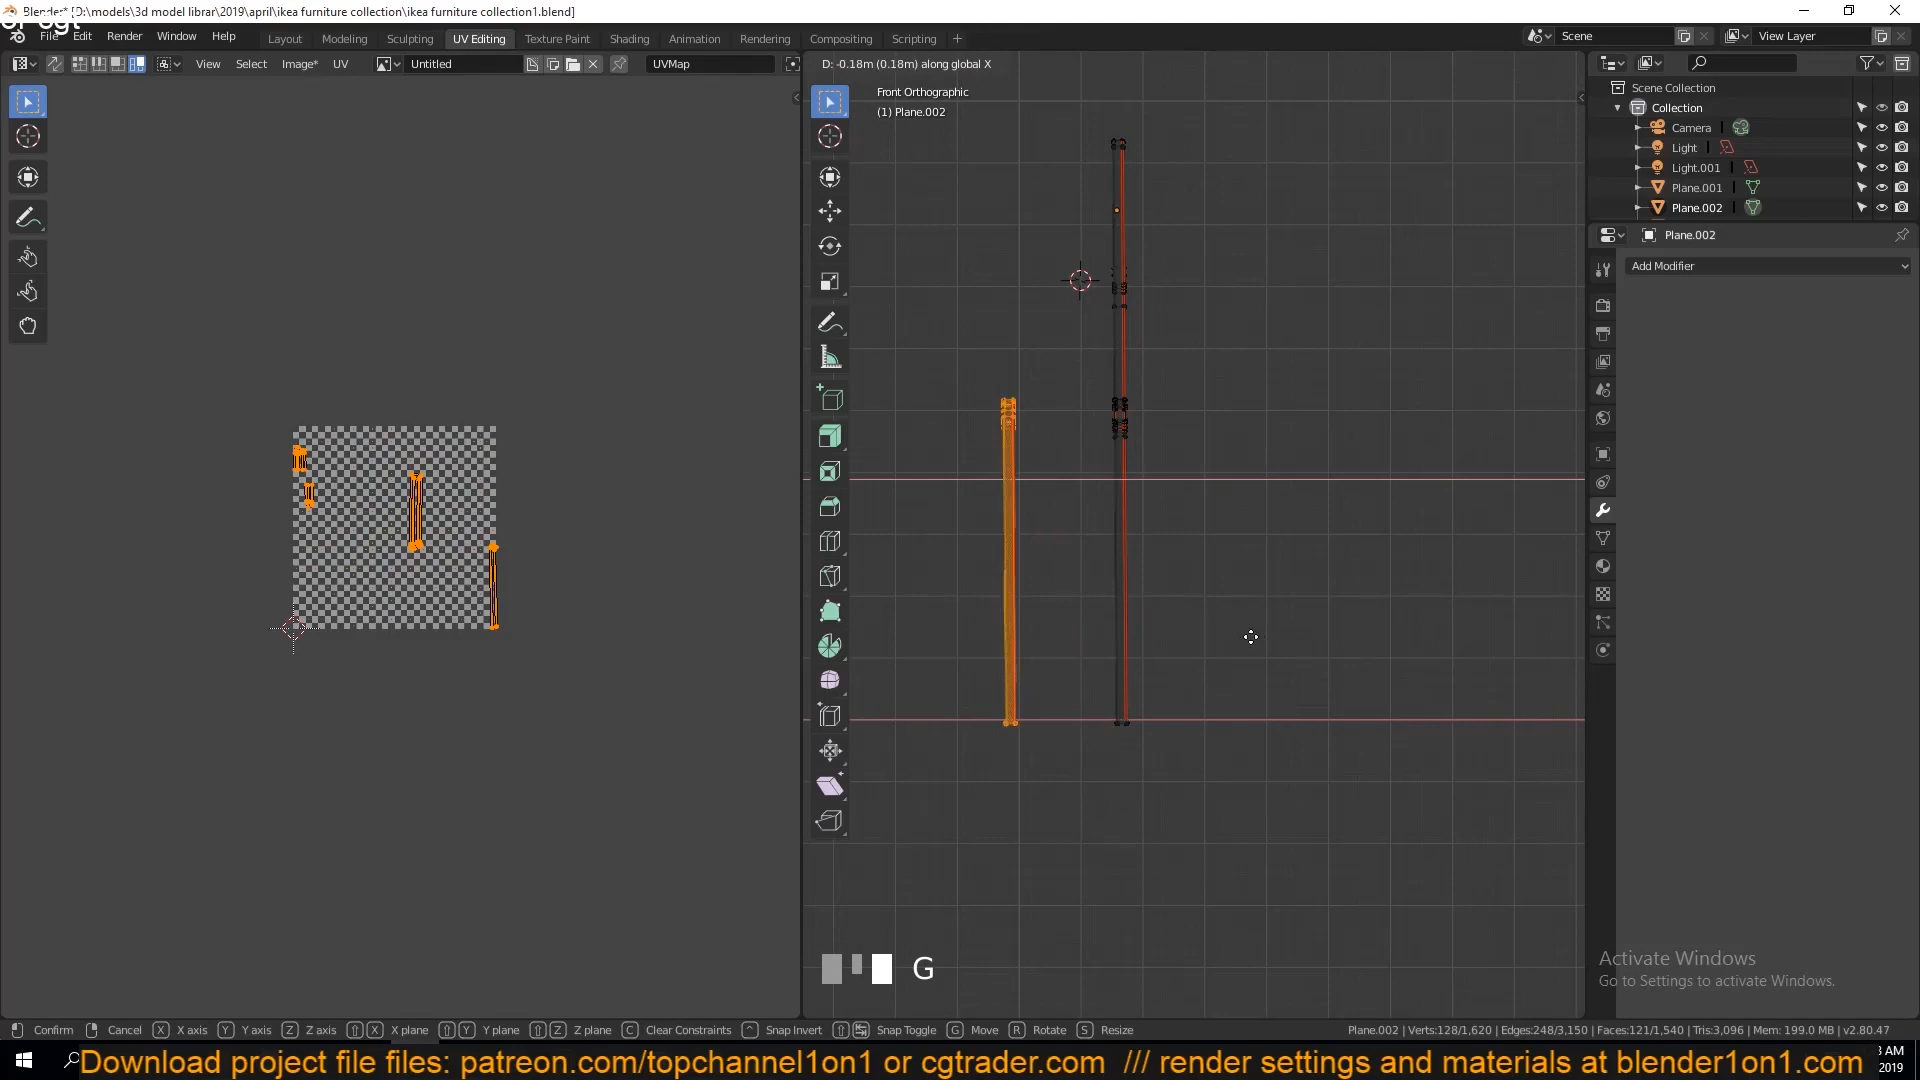 Blender* [D:\models\3d model librar\2019\april\ikea furniture collection\ikea furniture collection1.blend]
File Edit Render Window Help
Layout Modeling Sculpting UV Editing Texture Paint Shading Animation Rendering Compositing Scripting +
Scene View Layer
View Select Image* UV Untitled UVMap
D: -0.18m (0.18m) along global X
Front Orthographic
(1) Plane.002
Scene Collection
Collection
Camera
Light
Light.001
Plane.001
Plane.002
Plane.002
Add Modifier
G
Activate Windows
Go to Settings to activate Windows.
Confirm Cancel X X axis Y Y axis Z Z axis X X plane Y Y plane Z Z plane C Clear Constraints Snap Invert Snap Toggle G Move R Rotate S Resize
Plane.002 | Verts:128/1,620 | Edges:248/3,150 | Faces:121/1,540 | Tris:3,096 | Mem: 199.0 MB | v2.80.47
Download project file files: patreon.com/topchannel1on1 or cgtrader.com /// render settings and materials at blender1on1.com
AM
2019